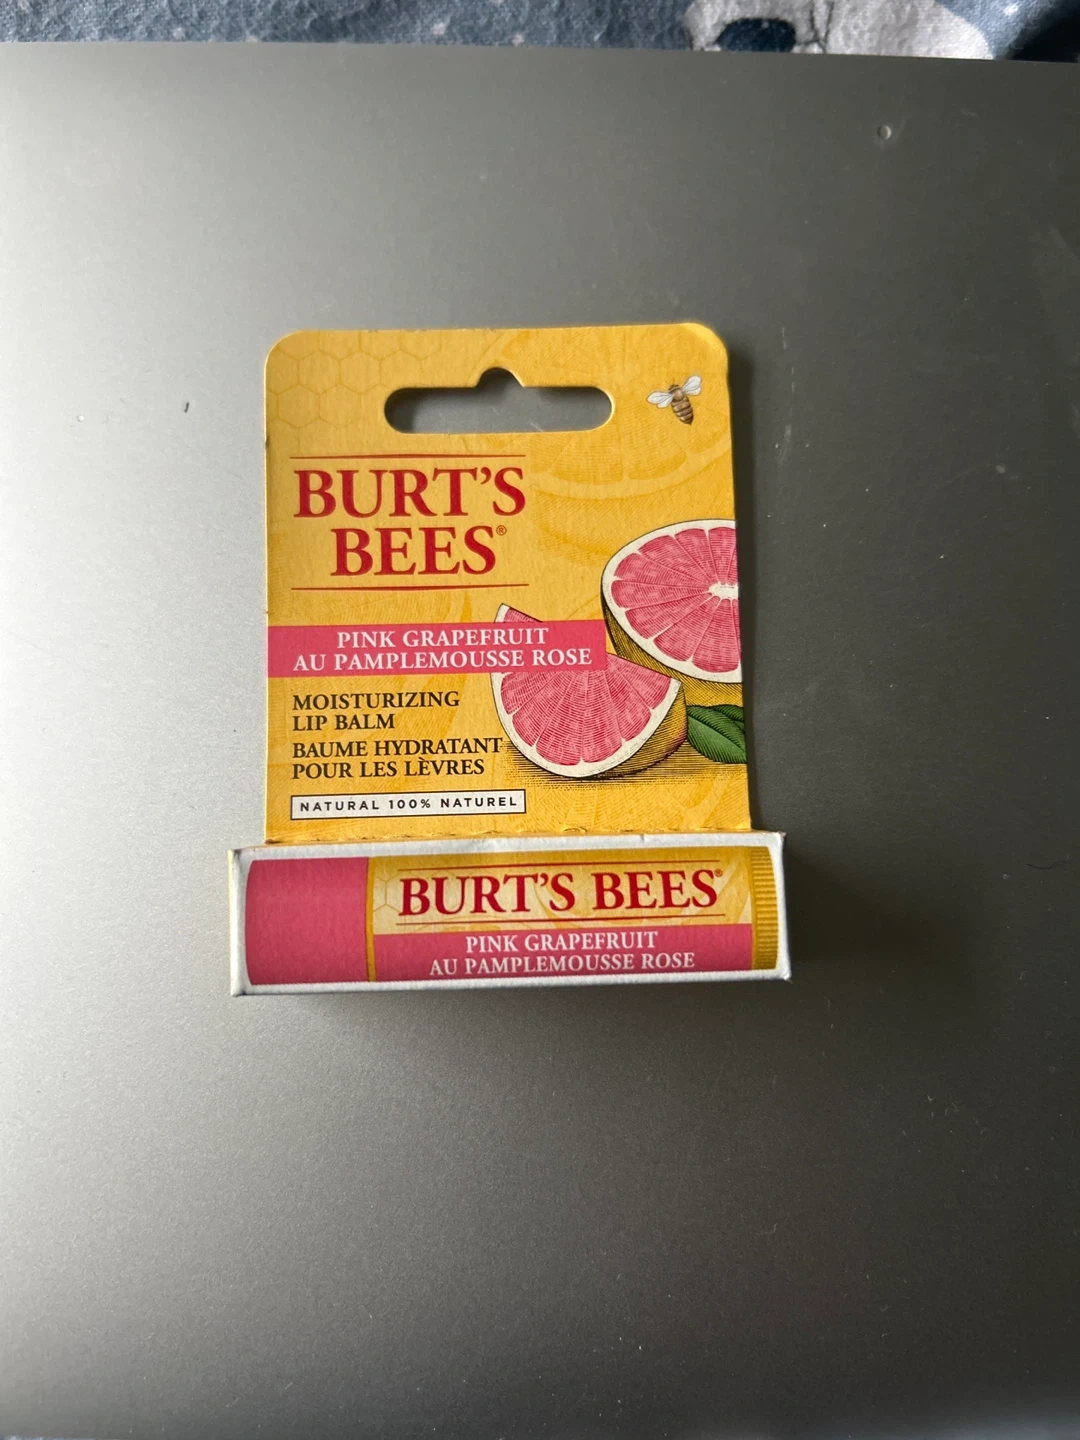 BURT'S
BEES®
PINK GRAPEFRUIT
AU PAMPLEMOUSSE ROSE
MOISTURIZING
LIP BALM
BAUME HYDRATANT
POUR LES LÈVRES
NATURAL 100% NATUREL
BURT'S BEES®
PINK GRAPEFRUIT
AU PAMPLEMOUSSE ROSE